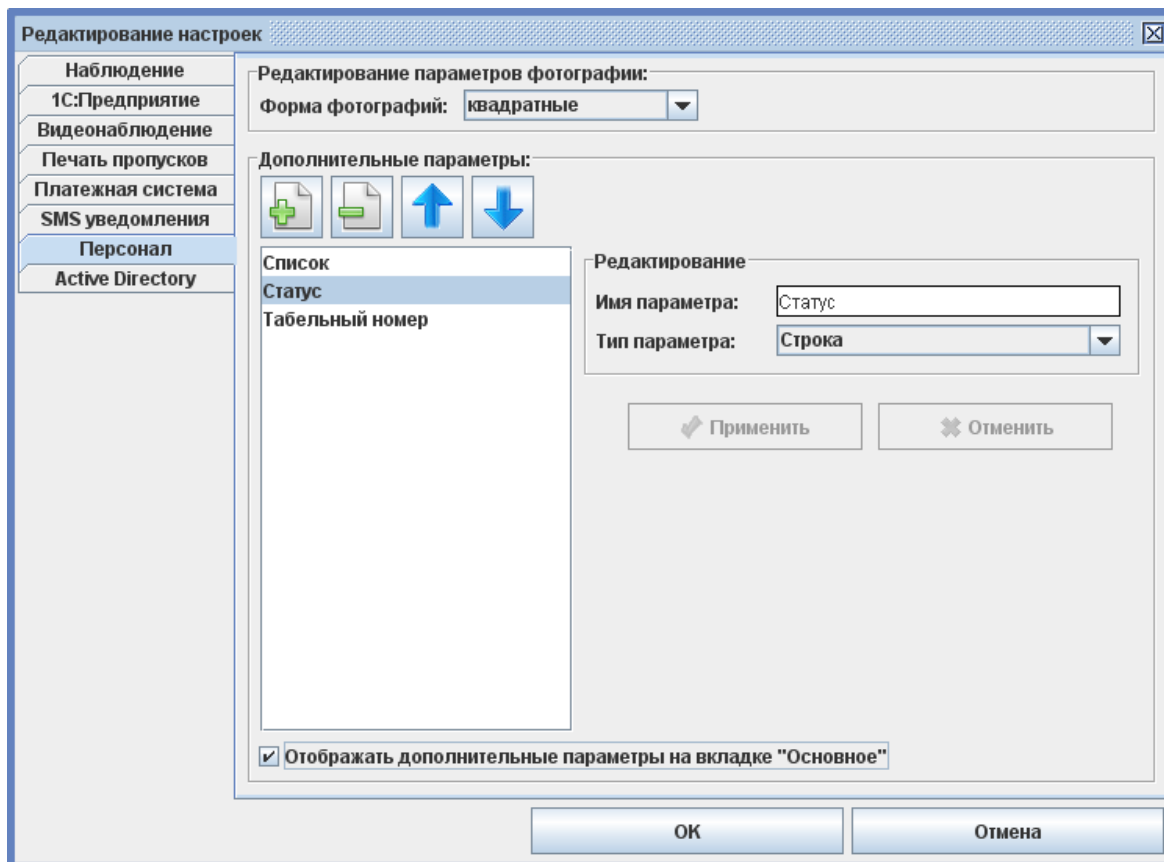 Редактирование настроек
Наблюдение
1С:Предприятие
Видеонаблюдение
Печать пропусков
Платежная система
SMS уведомления
Персонал
Active Directory
Редактирование параметров фотографии:
Форма фотографий: квадратные
Дополнительные параметры:
Список
Статус
Табельный номер
Редактирование
Имя параметра: Статус
Тип параметра: Строка
Применить Отменить
Отображать дополнительные параметры на вкладке "Основное"
ОК Отмена